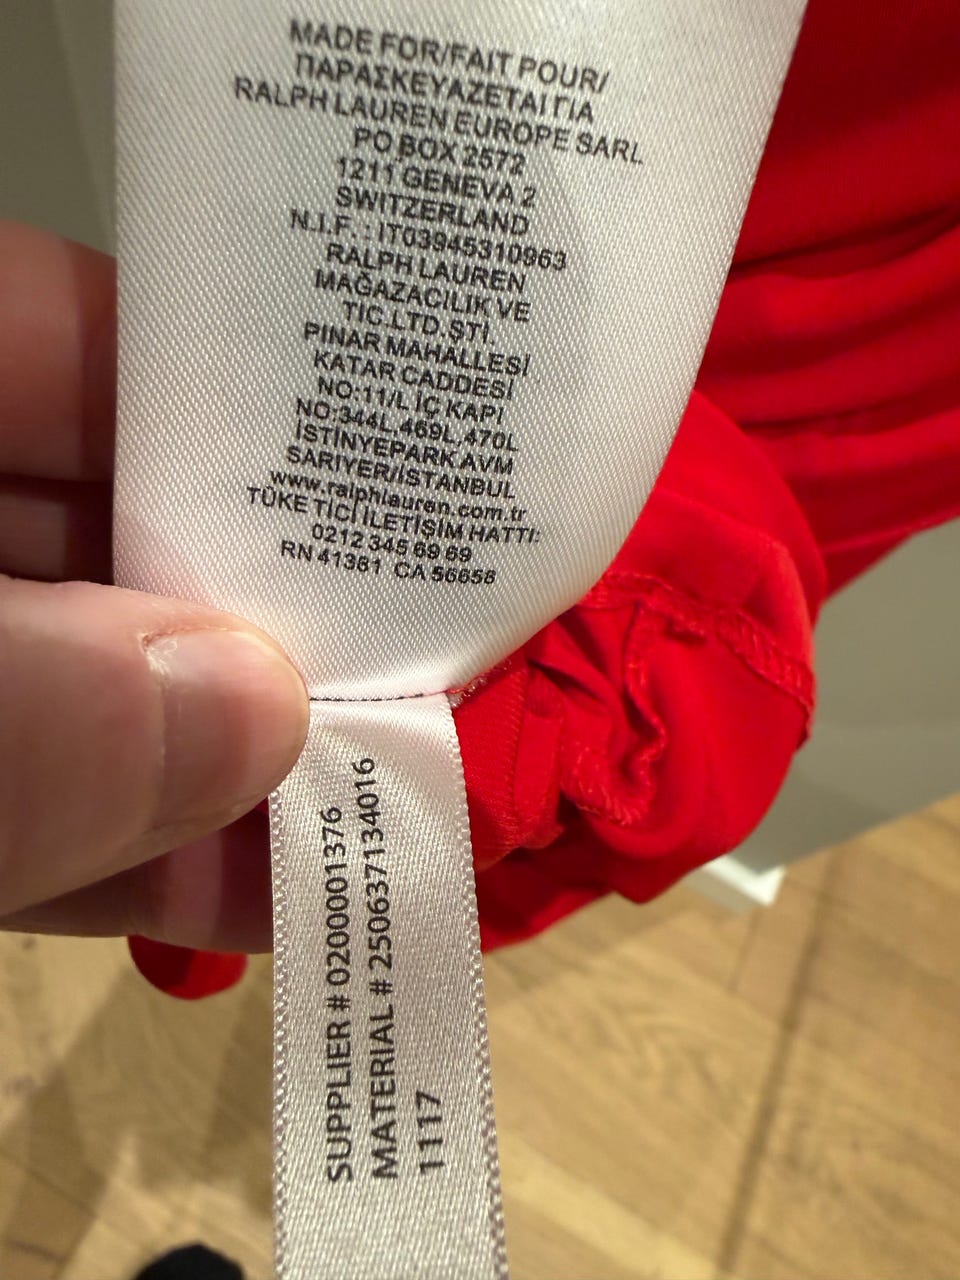 MADE FOR/FAIT POUR/
ΠΑΡΑΣΚΕΥΑΖΕΤΑΙ ΓΙΑ
RALPH LAUREN EUROPE SARL
PO BOX 2572
1211 GENEVA 2
SWITZERLAND
N.I.F. : IT03945310963
RALPH LAUREN
MAĞAZACILIK VE
TIC.LTD.ŞTİ.
PINAR MAHALLESİ
KATAR CADDESİ
NO:11/L İÇ KAPI
NO:344L,469L,470L
İSTİNYEPARK AVM
SARIYER/İSTANBUL
www.ralphlauren.com.tr
TÜKE TİCİ İLETİŞİM HATTI:
0212 345 69 69
RN 41381 CA 56658
SUPPLIER # 0200001376
MATERIAL # 250637134016
1117